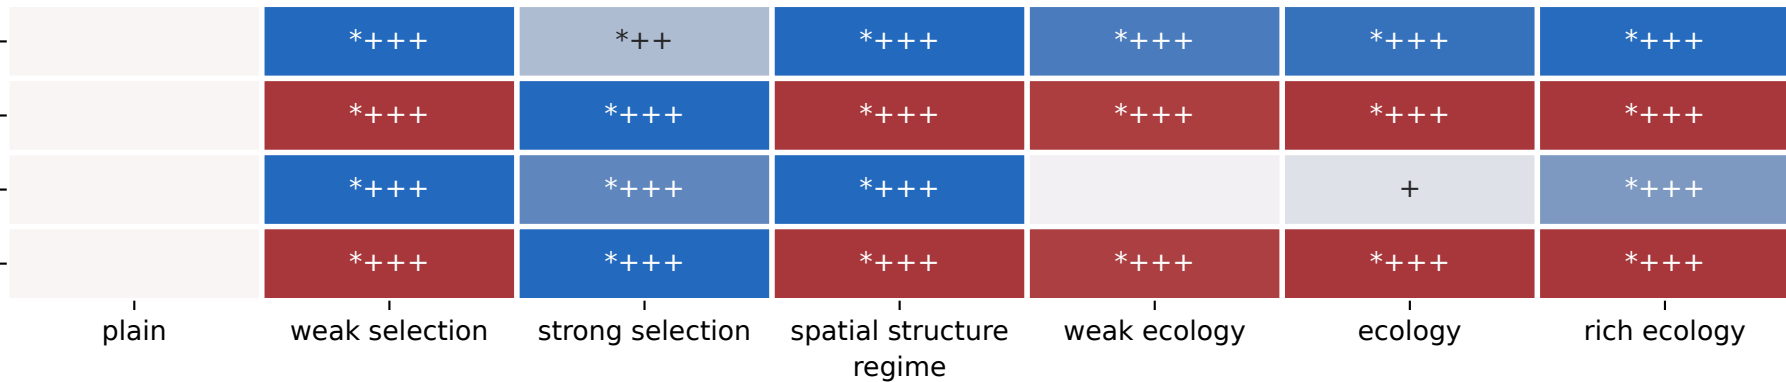 *+++ *++ *+++ *+++ *+++ *+++
*+++ *+++ *+++ *+++ *+++ *+++
*+++ *+++ *+++ + *+++
*+++ *+++ *+++ *+++ *+++ *+++
plain weak selection strong selection spatial structure weak ecology ecology rich ecology
regime